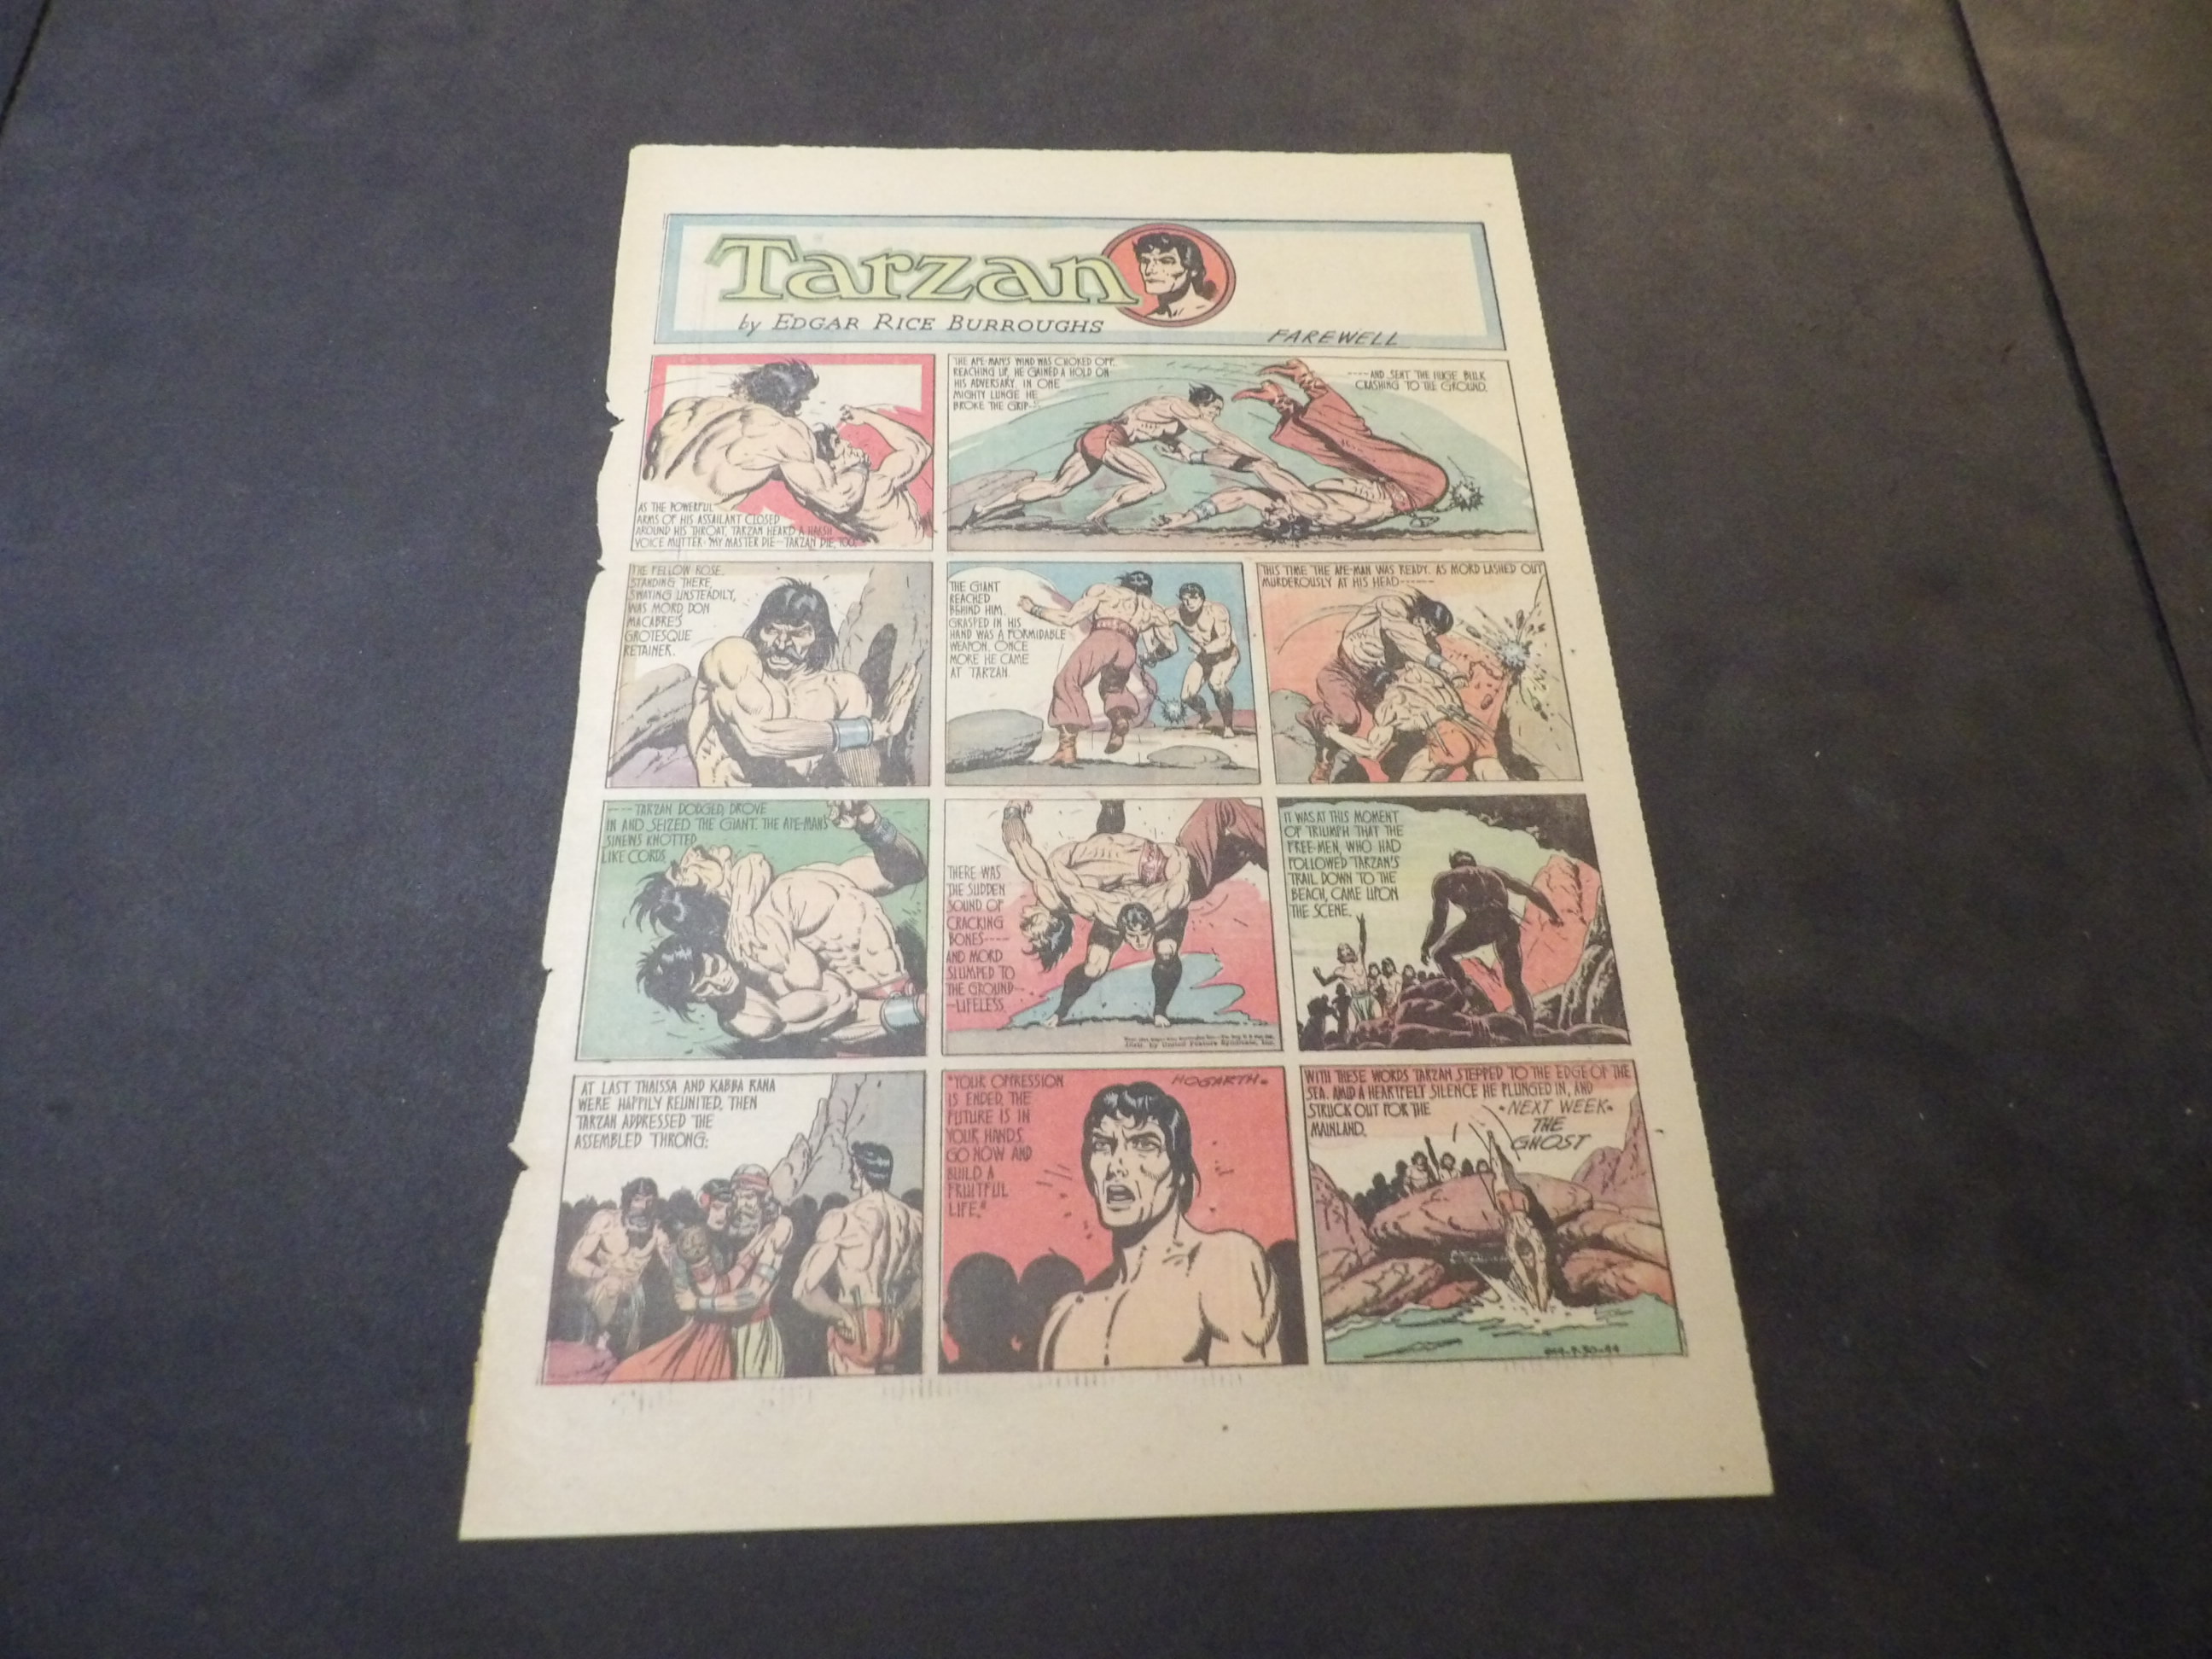 Tarzan
by EDGAR RICE BURROUGHS
FAREWELL
AS THE POWERFUL
ARMS OF HIS ASSAILANT CLOSED
AROUND HIS THROAT, TARZAN HEARD A HARSH
VOICE MUTTER- "MY MASTER DIE--TARZAN DIE, TOO."
THE APE-MAN'S WIND WAS CHOKED OFF.
REACHING UP, HE GAINED A HOLD ON
HIS ADVERSARY. IN ONE
MIGHTY LUNGE HE
BROKE THE GRIP--
----AND SENT THE HUGE BULK
CRASHING TO THE GROUND.
THE FELLOW ROSE.
STANDING THERE,
SWAYING UNSTEADILY,
WAS MORD DON
MACABRE'S
GROTESQUE
RETAINER.
THE GIANT
REACHED
BEHIND HIM.
GRASPED IN HIS
HAND WAS A FORMIDABLE
WEAPON. ONCE
MORE HE CAME
AT TARZAN.
THIS TIME THE APE-MAN WAS READY. AS MORD LASHED OUT
MURDEROUSLY AT HIS HEAD-----
----TARZAN DODGED, DROVE
IN AND SEIZED THE GIANT. THE APE-MAN'S
SINEWS KNOTTED
LIKE CORDS.
THERE WAS
THE SUDDEN
SOUND OF
CRACKING
BONES----
AND MORD
SLUMPED TO
THE GROUND--
--LIFELESS.
Distr. by United Feature Syndicate, Inc.
IT WAS AT THIS MOMENT
OF TRIUMPH THAT THE
FREE-MEN, WHO HAD
FOLLOWED TARZAN'S
TRAIL DOWN TO THE
BEACH, CAME UPON
THE SCENE.
AT LAST THAISSA AND KABBA RANA
WERE HAPPILY REUNITED. THEN
TARZAN ADDRESSED THE
ASSEMBLED THRONG:
"YOUR OPPRESSION
IS ENDED. THE
FUTURE IS IN
YOUR HANDS.
GO NOW AND
BUILD A
FRUITFUL
LIFE."
HOGARTH.
WITH THESE WORDS TARZAN STEPPED TO THE EDGE OF THE
SEA. AMID A HEARTFELT SILENCE HE PLUNGED IN, AND
STRUCK OUT FOR THE
MAINLAND.
•NEXT WEEK•
THE
GHOST